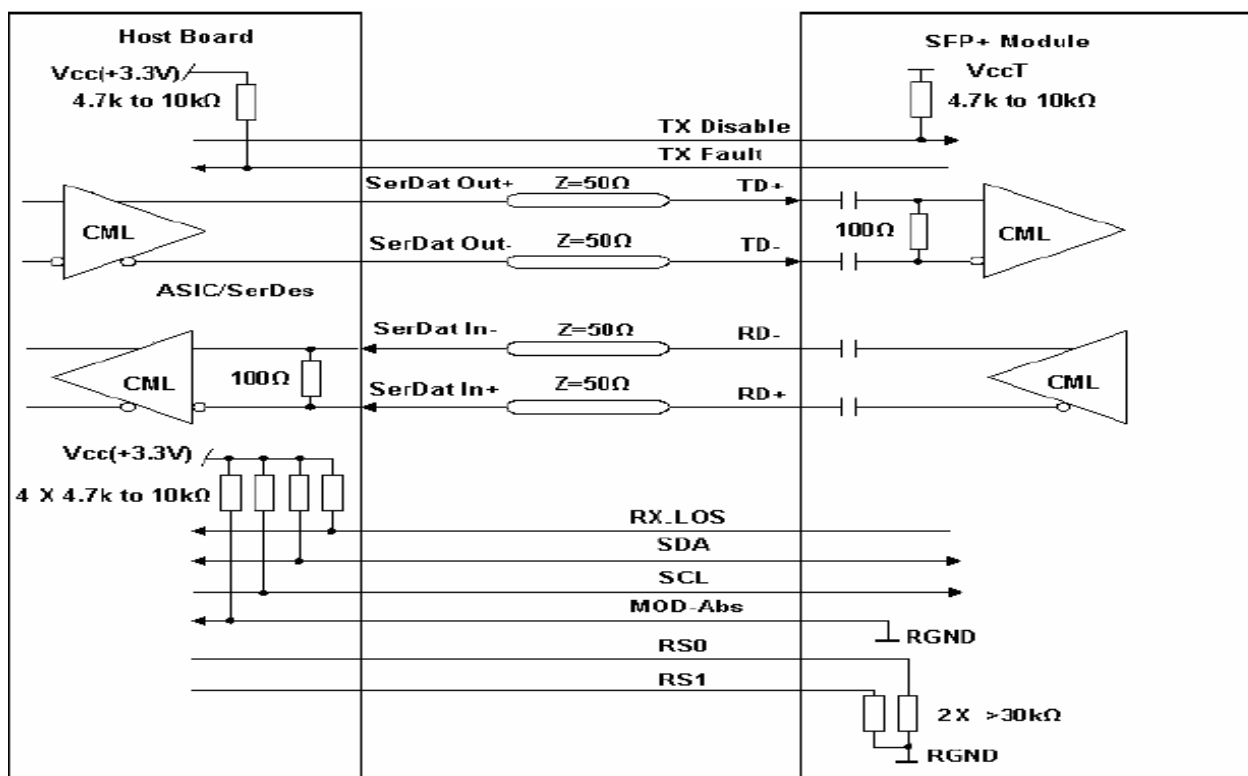 Host Board
SFP+ Module
Vcc(+3.3V)
4.7k to 10kΩ
VccT
4.7k to 10kΩ
TX Disable
TX Fault
SerDat Out+
Z=50Ω
TD+
CML
100Ω
CML
SerDat Out-
Z=50Ω
TD-
ASIC/SerDes
SerDat In-
Z=50Ω
RD-
CML
100Ω
CML
SerDat In+
Z=50Ω
RD+
Vcc(+3.3V)
4 X 4.7k to 10kΩ
RX_LOS
SDA
SCL
MOD-Abs
RGND
RS0
RS1
2X >30kΩ
RGND